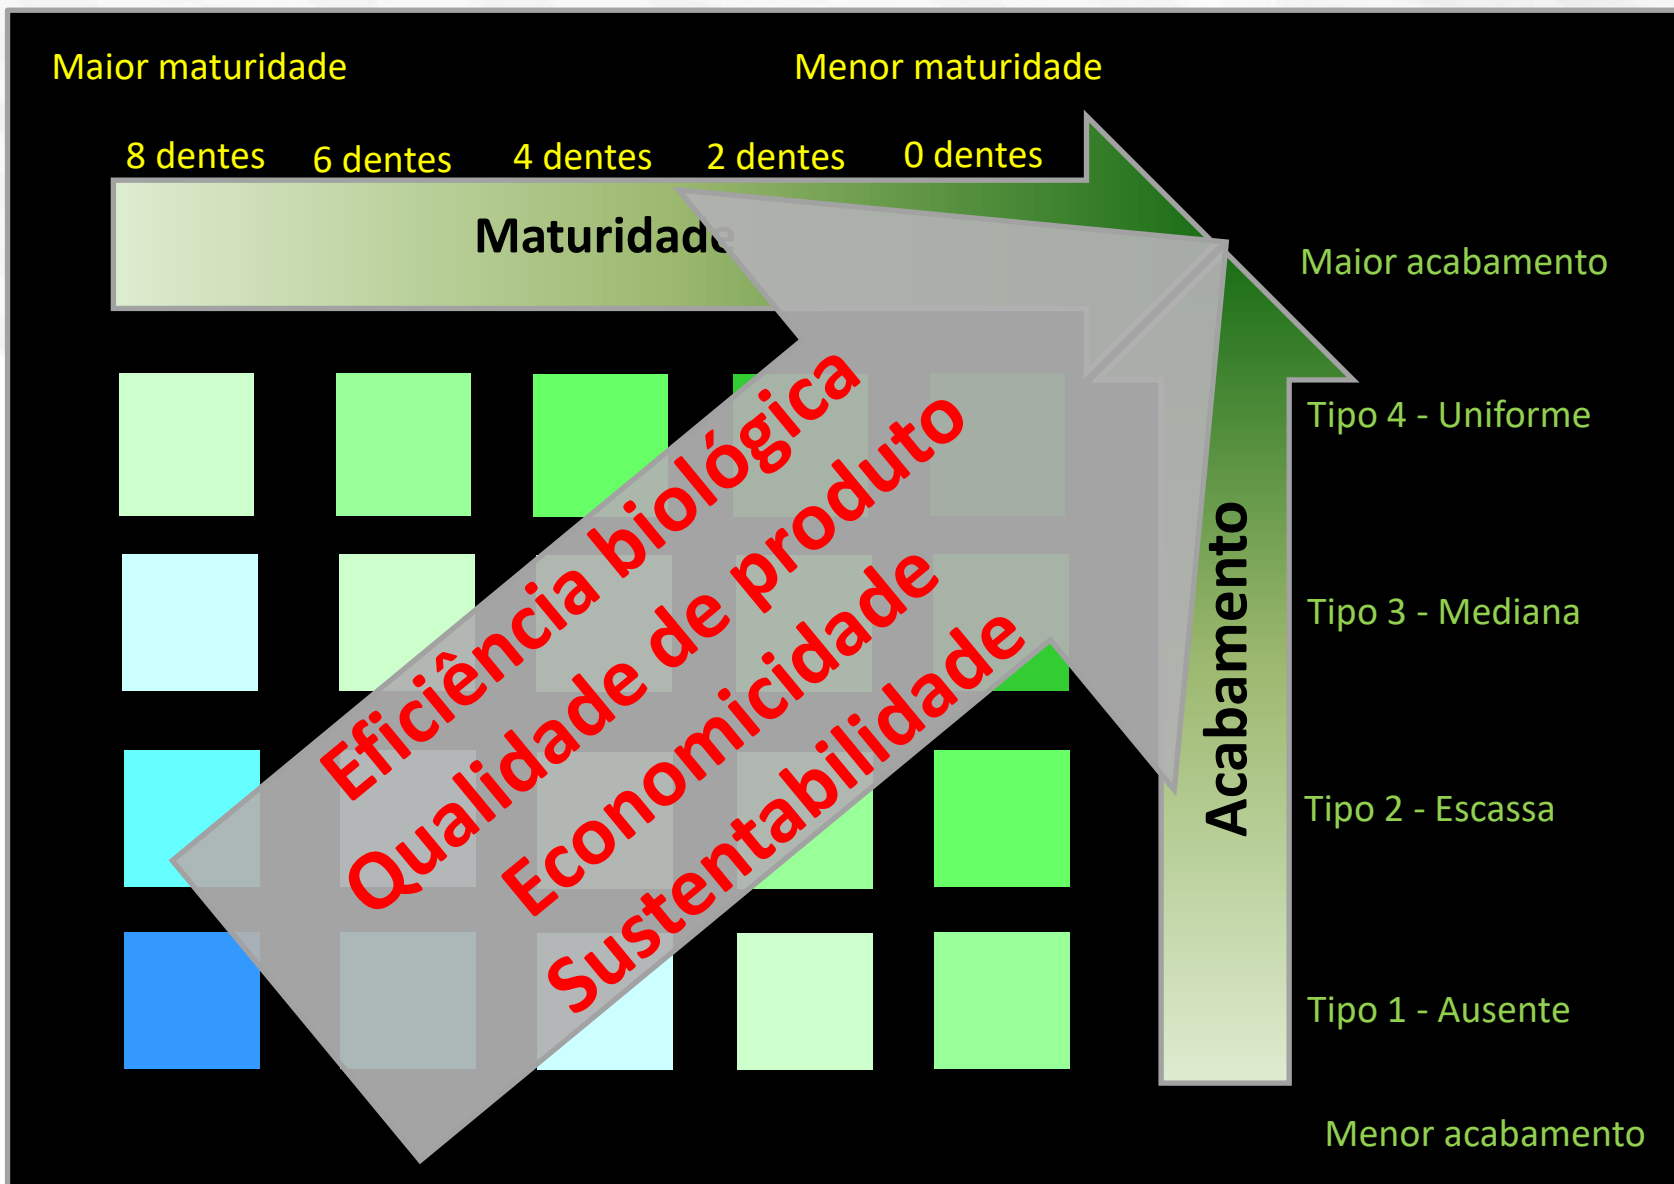 Maior maturidade
Menor maturidade
8 dentes
6 dentes
4 dentes
2 dentes
0 dentes
Maturidade
Maior acabamento
Tipo 4 - Uniforme
Tipo 3 - Mediana
Tipo 2 - Escassa
Tipo 1 - Ausente
Menor acabamento
Acabamento
Eficiência biológica
Qualidade de produto
Economicidade
Sustentabilidade